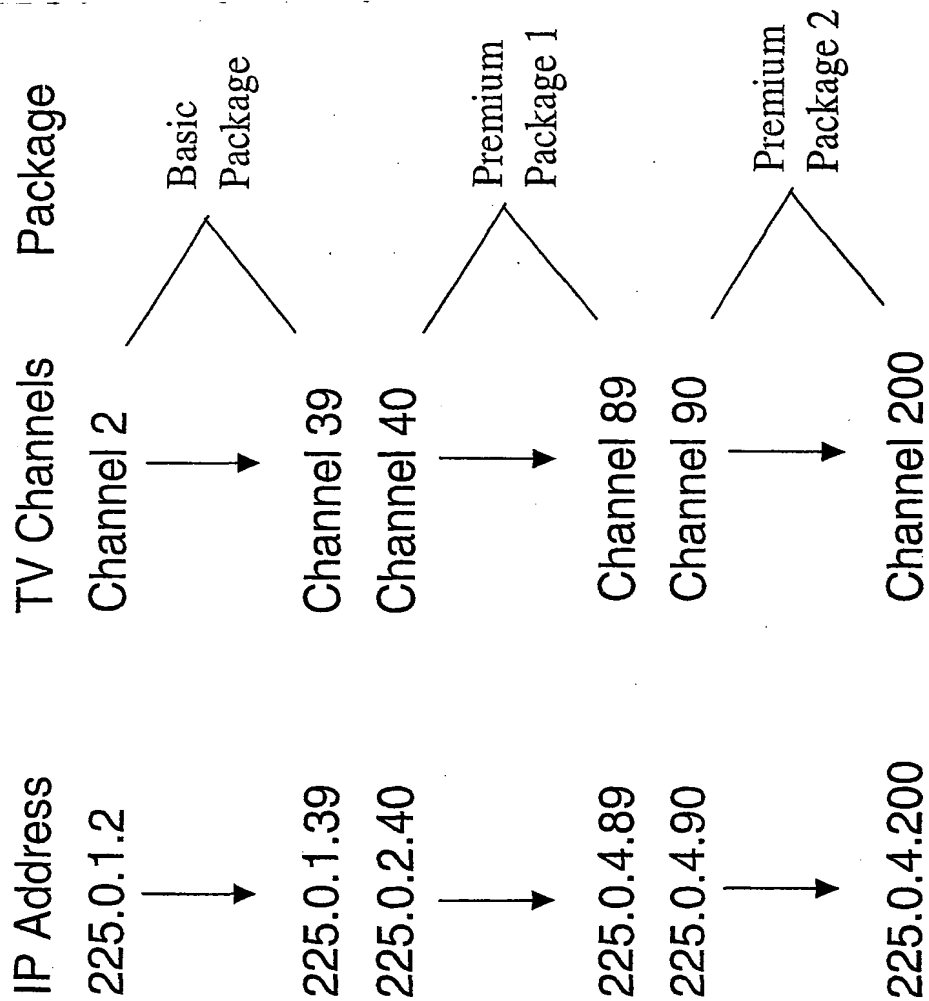 IP Address TV Channels Package
225.0.1.2 Channel 2
Basic
Package
225.0.1.39 Channel 39
225.0.2.40 Channel 40
Premium
Package 1
225.0.4.89 Channel 89
225.0.4.90 Channel 90
Premium
Package 2
225.0.4.200 Channel 200